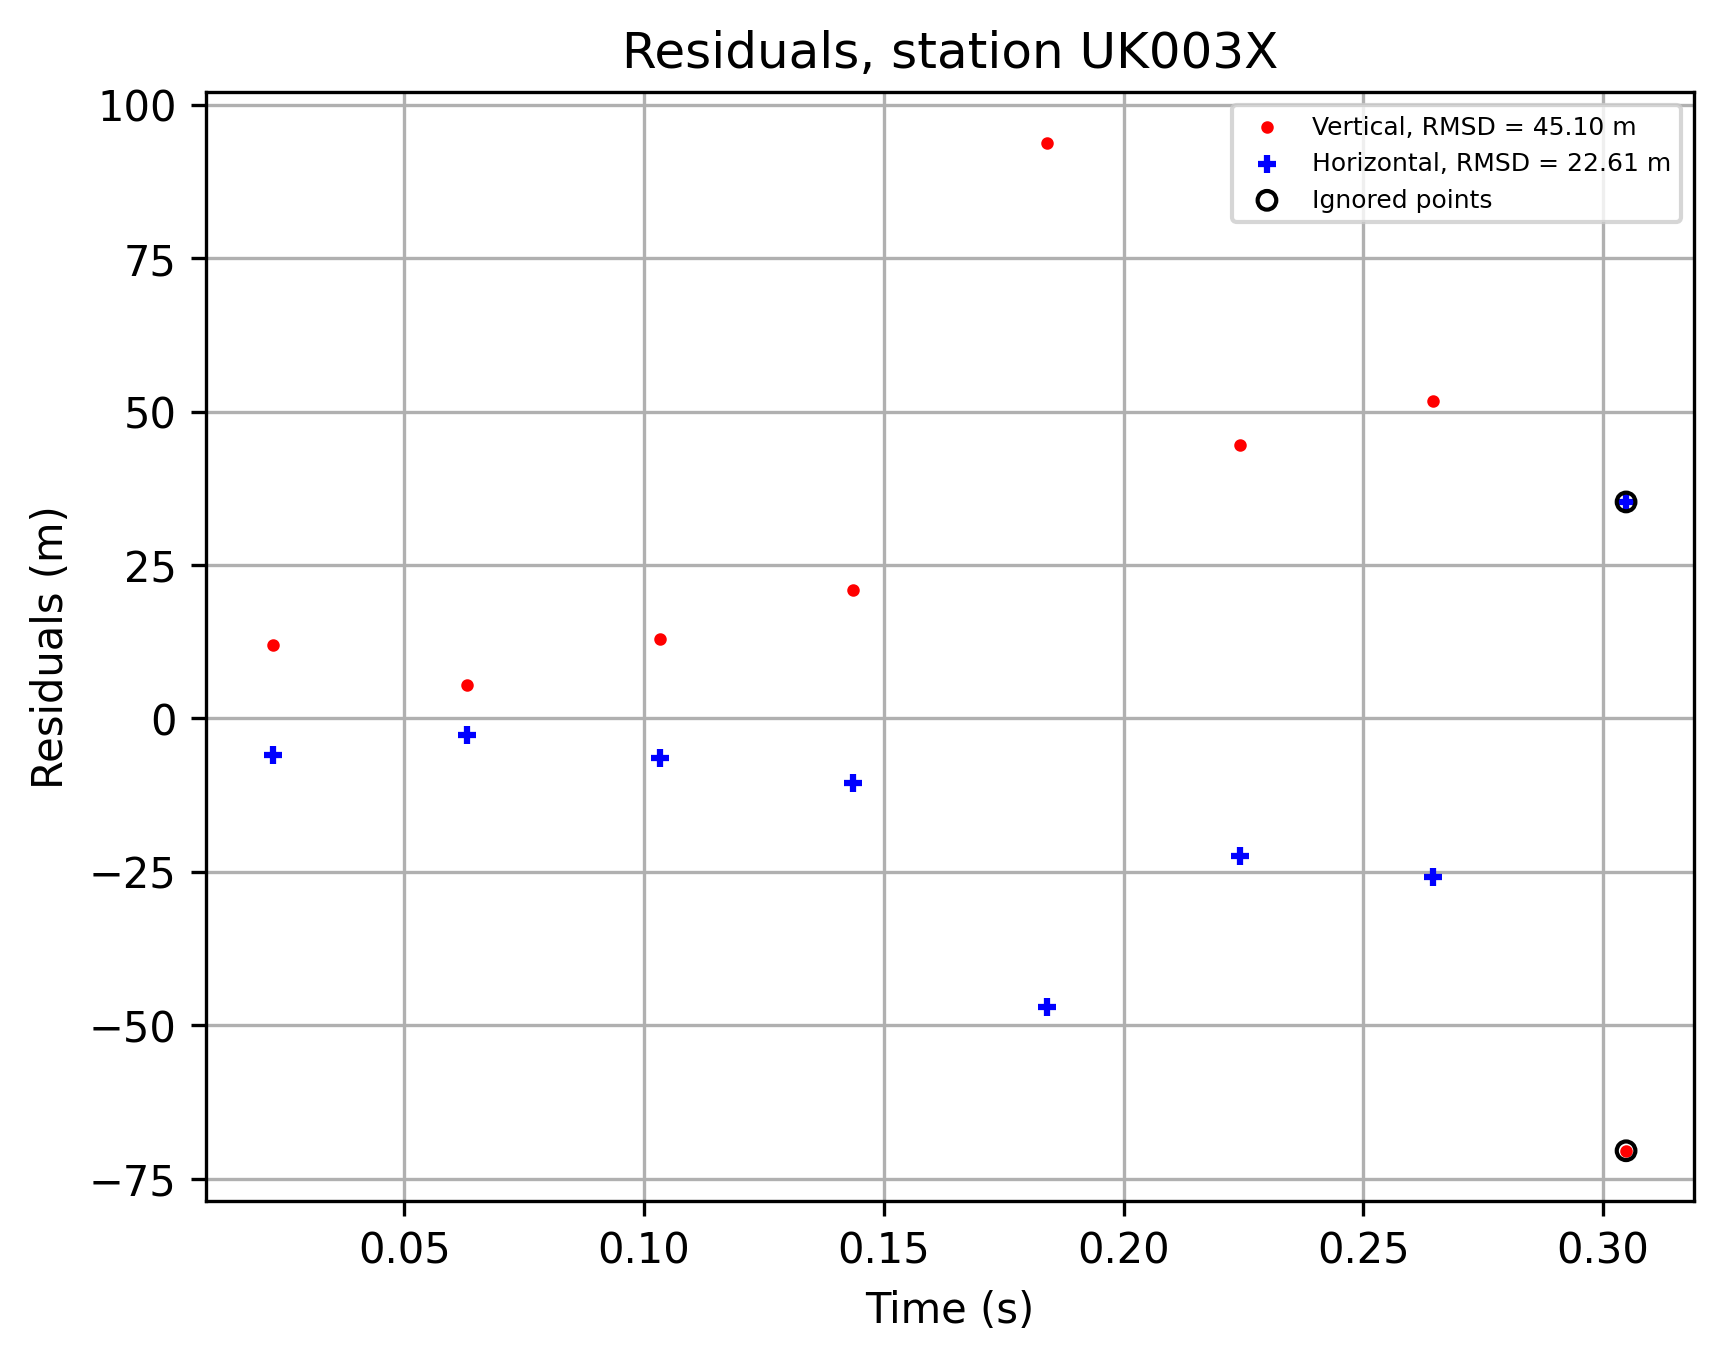 Residuals, station UK003X
Vertical, RMSD = 45.10 m
Horizontal, RMSD = 22.61 m
Ignored points
Residuals (m)
100
75
50
25
0
−25
−50
−75
0.05 0.10 0.15 0.20 0.25 0.30
Time (s)